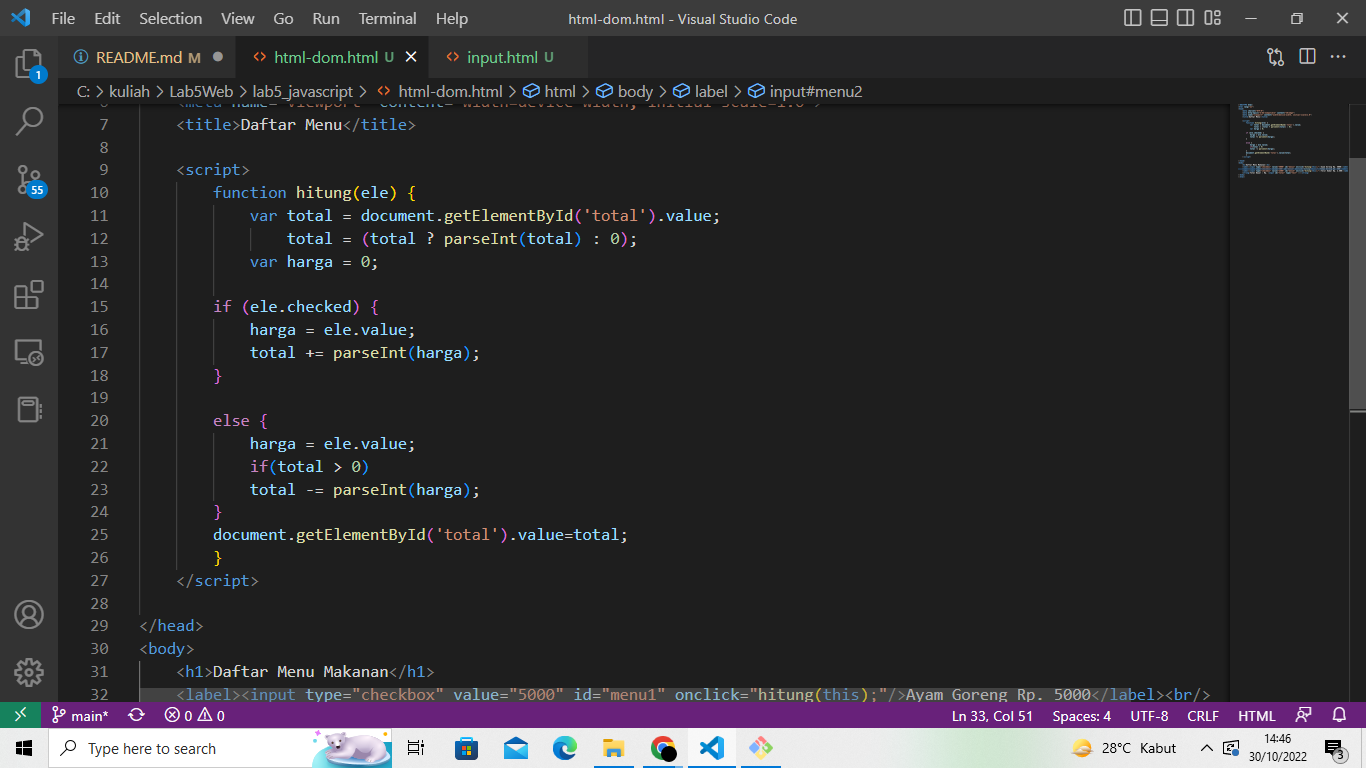 File Edit Selection View Go Run Terminal Help html-dom.html - Visual Studio Code
README.md M html-dom.html U input.html U
C: > kuliah > Lab5Web > lab5_javascript > html-dom.html > html > body > label > input#menu2
1
55
7 <title>Daftar Menu</title>
8
9 <script>
10 function hitung(ele) {
11 var total = document.getElementById('total').value;
12 total = (total ? parseInt(total) : 0);
13 var harga = 0;
14
15 if (ele.checked) {
16 harga = ele.value;
17 total += parseInt(harga);
18 }
19
20 else {
21 harga = ele.value;
22 if(total > 0)
23 total -= parseInt(harga);
24 }
25 document.getElementById('total').value=total;
26 }
27 </script>
28
29 </head>
30 <body>
31 <h1>Daftar Menu Makanan</h1>
32 <label><input type="checkbox" value="5000" id="menu1" onclick="hitung(this);"/>Ayam Goreng Rp. 5000</label><br/>
main* 0 0 Ln 33, Col 51 Spaces: 4 UTF-8 CRLF HTML
Type here to search 28°C Kabut 14:46
30/10/2022 3